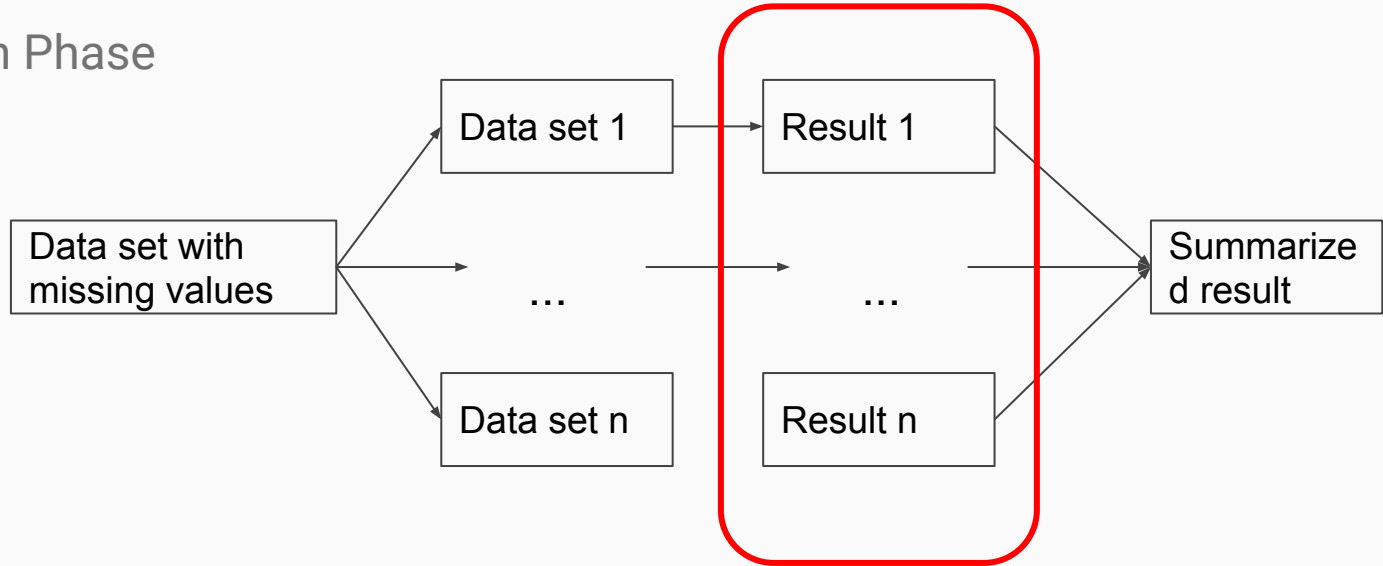 n Phase
Data set 1
Result 1
Data set with
missing values
...
...
Summarize
d result
Data set n
Result n